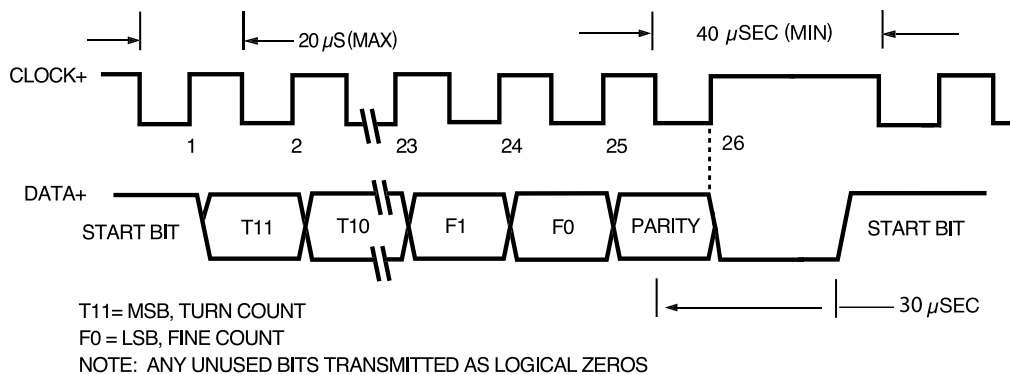 20 µS (MAX)
40 µSEC (MIN)
CLOCK+
1 2 23 24 25 26
DATA+
START BIT T11 T10 F1 F0 PARITY START BIT
30 µSEC
T11= MSB, TURN COUNT
F0 = LSB, FINE COUNT
NOTE: ANY UNUSED BITS TRANSMITTED AS LOGICAL ZEROS